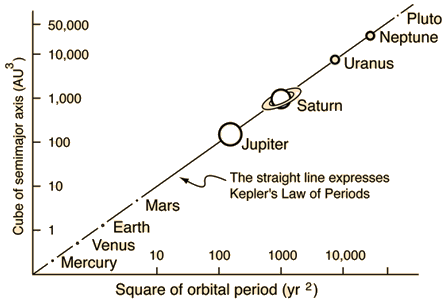 Cube of semimajor axis (AU³)
50,000
10,000
1,000
100
10
1
Pluto
Neptune
Uranus
Saturn
Jupiter
The straight line expresses
Kepler's Law of Periods
Mars
Earth
Venus
Mercury
10
100
1000
10,000
Square of orbital period (yr ²)